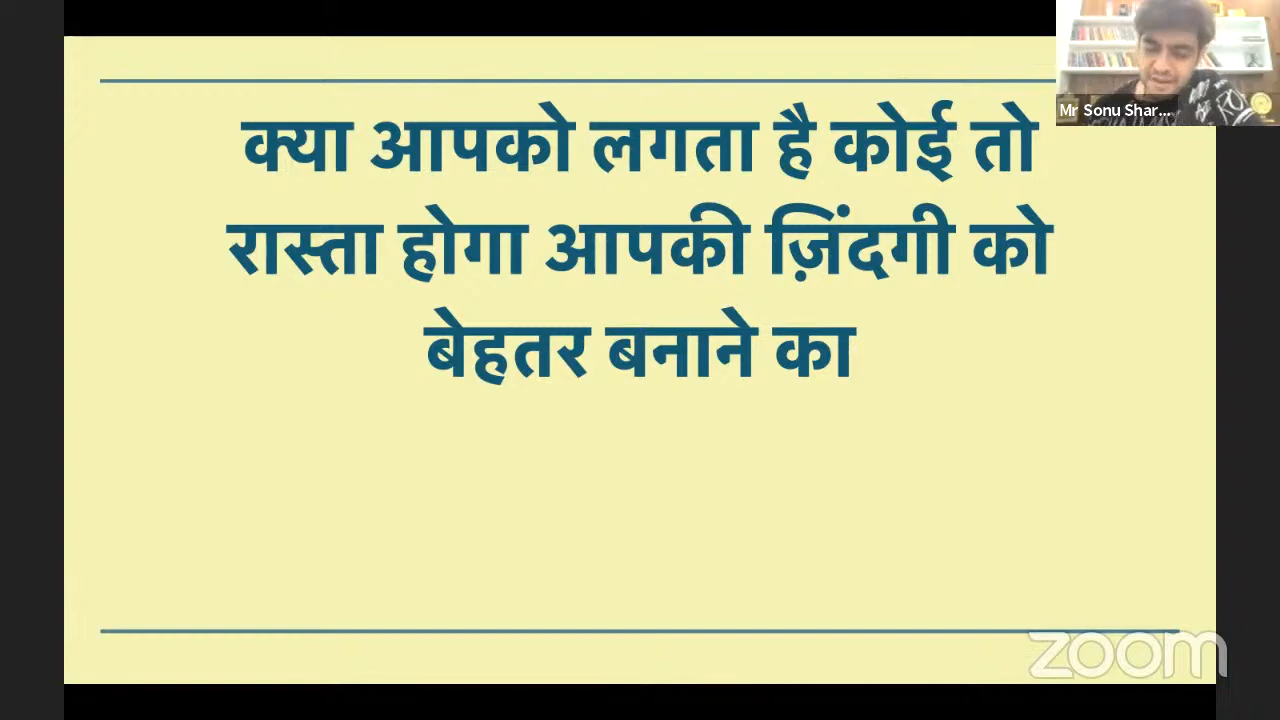 Mr Sonu Shar...
क्या आपको लगता है कोई तो
रास्ता होगा आपकी ज़िंदगी को
बेहतर बनाने का
zoom